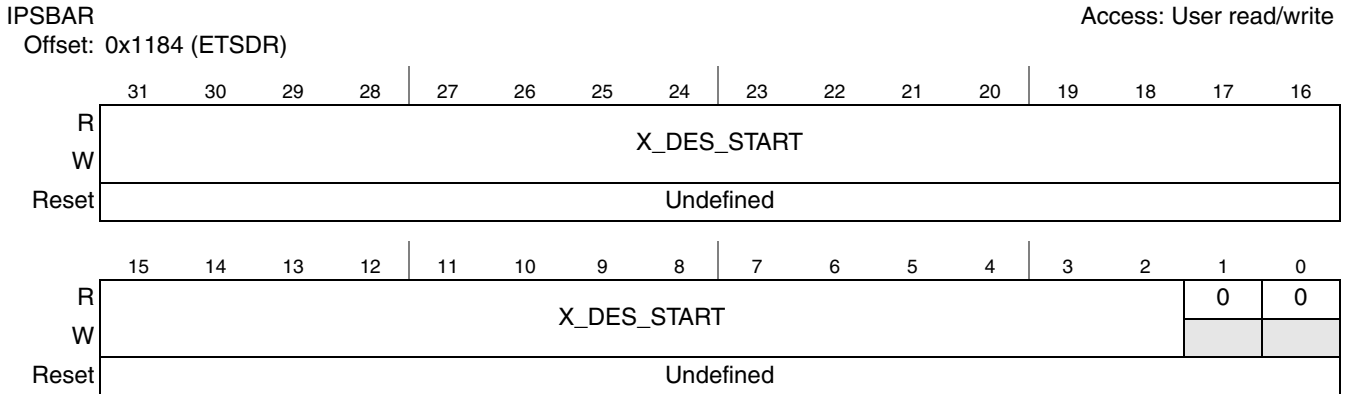 IPSBAR Access: User read/write
Offset: 0x1184 (ETSDR)
31 30 29 28 27 26 25 24 23 22 21 20 19 18 17 16
R
X_DES_START
W
Reset Undefined
15 14 13 12 11 10 9 8 7 6 5 4 3 2 1 0
R 0 0
X_DES_START
W
Reset Undefined